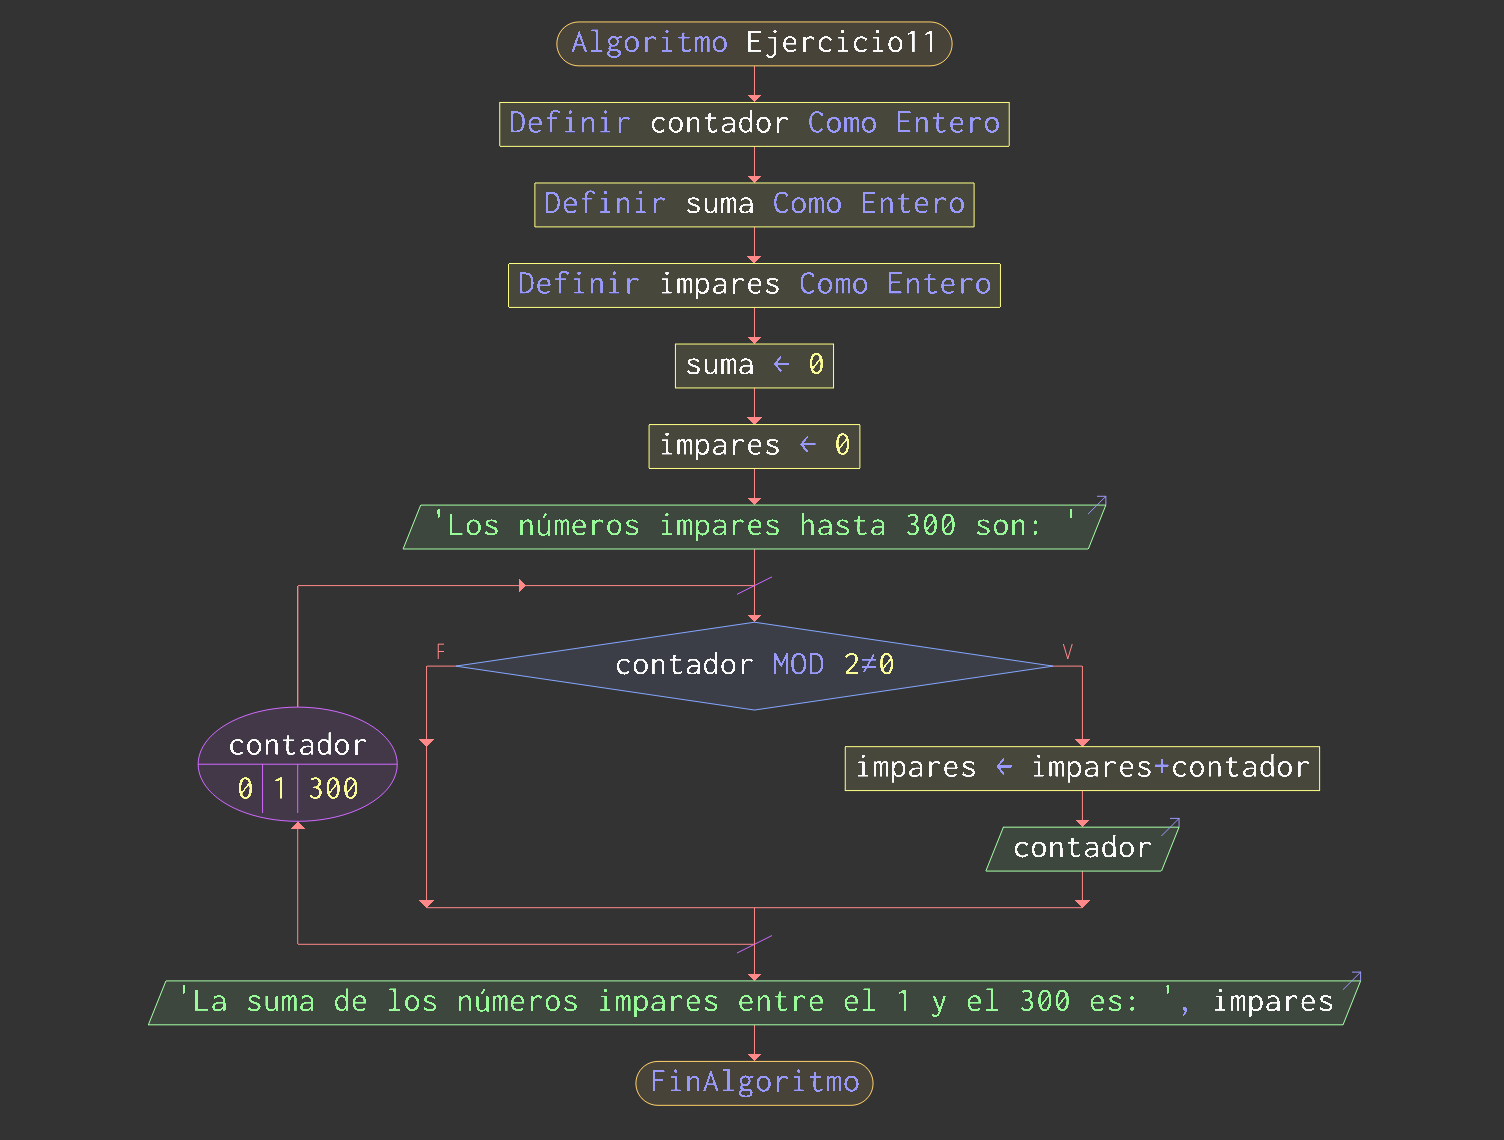 Algoritmo Ejercicio11
Definir contador Como Entero
Definir suma Como Entero
Definir impares Como Entero
suma ← 0
impares ← 0
'Los números impares hasta 300 son: '
F
V
contador MOD 2≠0
contador
0 1 300
impares ← impares+contador
contador
'La suma de los números impares entre el 1 y el 300 es: ', impares
FinAlgoritmo